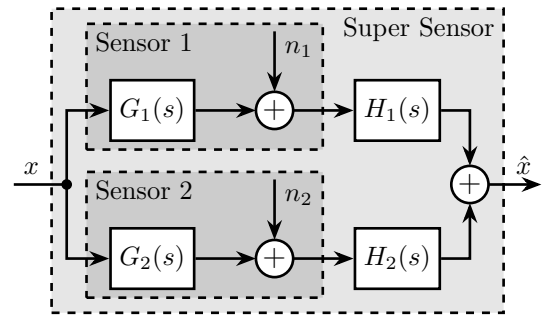 Super Sensor
Sensor 1
n₁
G₁(s)
+
H₁(s)
x
+
x̂
Sensor 2
n₂
G₂(s)
+
H₂(s)